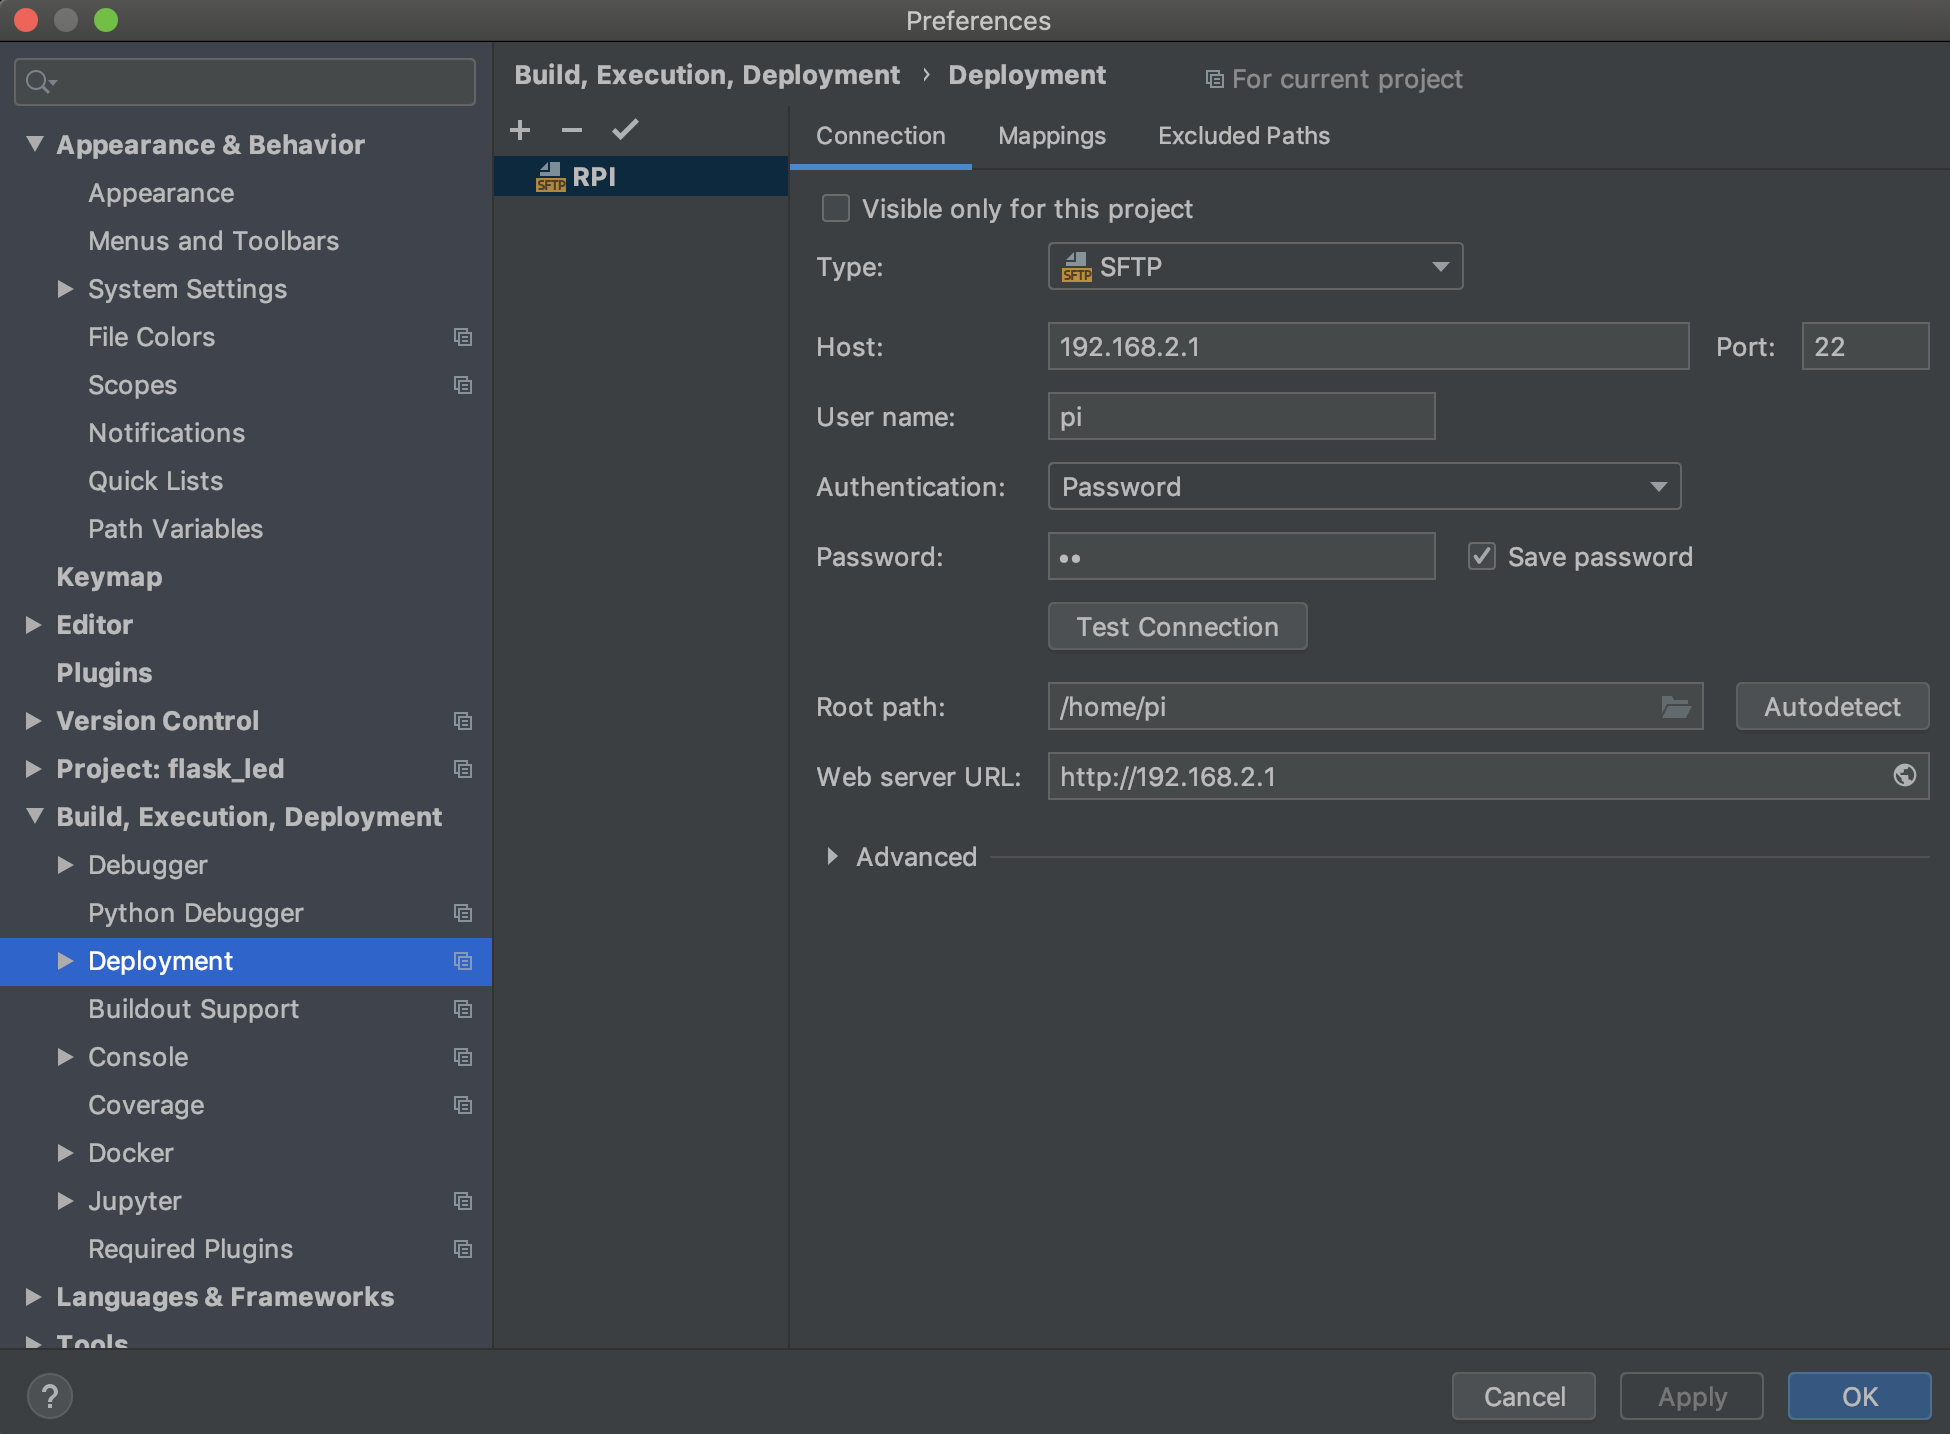 Preferences
Appearance & Behavior
Appearance
Menus and Toolbars
System Settings
File Colors
Scopes
Notifications
Quick Lists
Path Variables
Keymap
Editor
Plugins
Version Control
Project: flask_led
Build, Execution, Deployment
Debugger
Python Debugger
Deployment
Buildout Support
Console
Coverage
Docker
Jupyter
Required Plugins
Languages & Frameworks
Tools
Build, Execution, Deployment › Deployment
For current project
SFTP RPI
Connection Mappings Excluded Paths
Visible only for this project
Type: SFTP SFTP
Host: 192.168.2.1 Port: 22
User name: pi
Authentication: Password
Password: •• Save password
Test Connection
Root path: /home/pi Autodetect
Web server URL: http://192.168.2.1
Advanced
? Cancel Apply OK